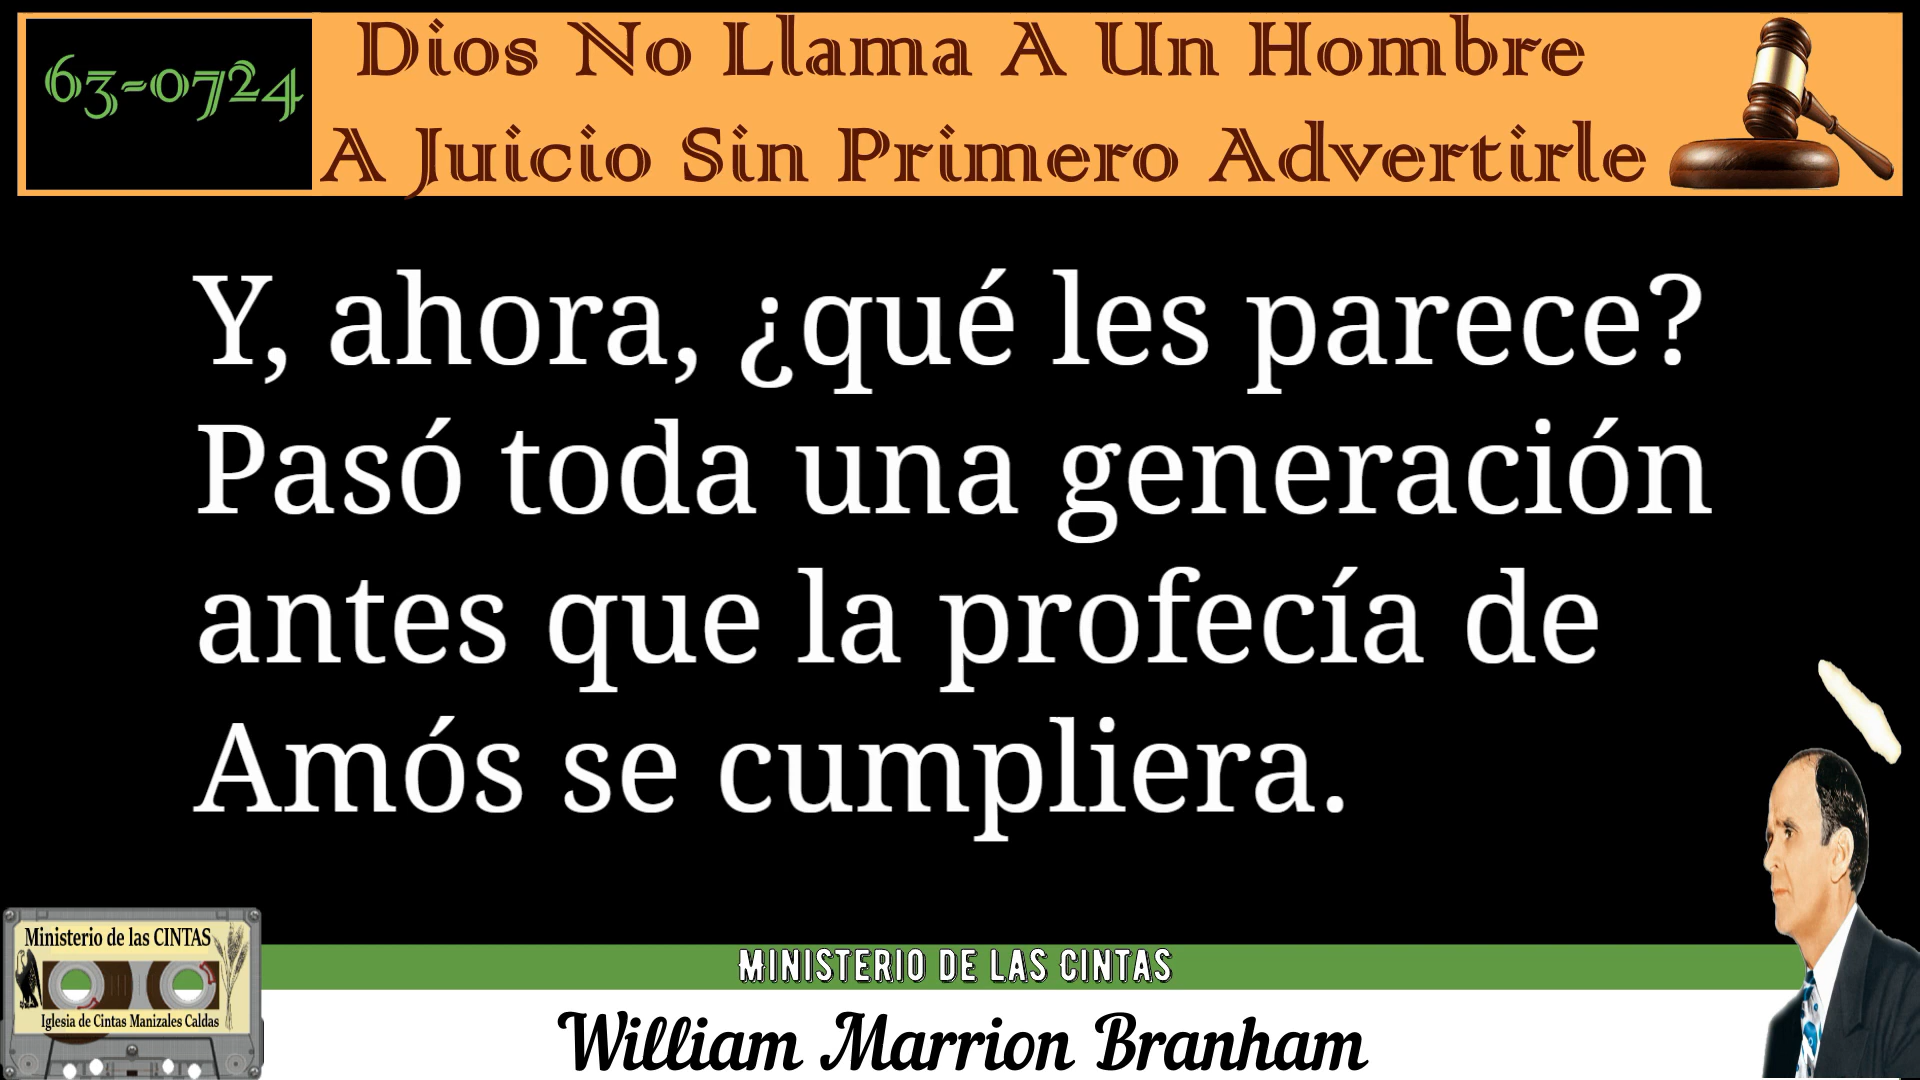 63-0724
Dios No Llama A Un Hombre
A Juicio Sin Primero Advertirle
Y, ahora, ¿qué les parece?
Pasó toda una generación
antes que la profecía de
Amós se cumpliera.
Ministerio de las CINTAS
Iglesia de Cintas Manizales Caldas
MINISTERIO DE LAS CINTAS
William Marrion Branham